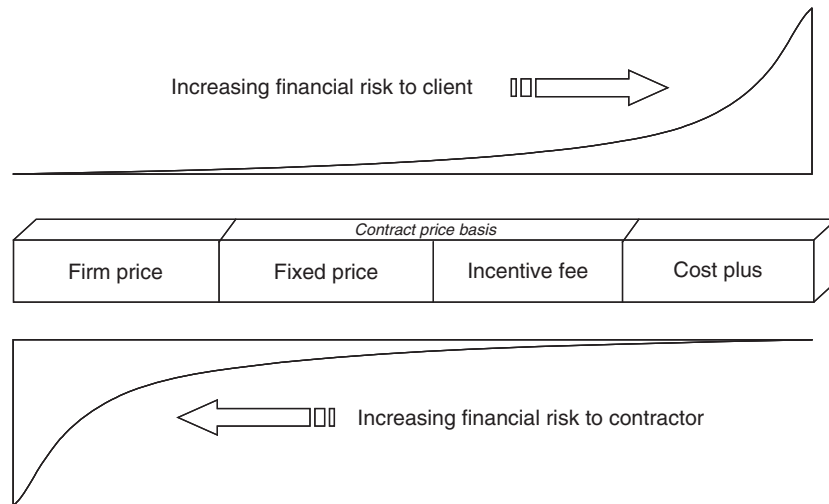 Increasing financial risk to client
Contract price basis
Firm price
Fixed price
Incentive fee
Cost plus
Increasing financial risk to contractor